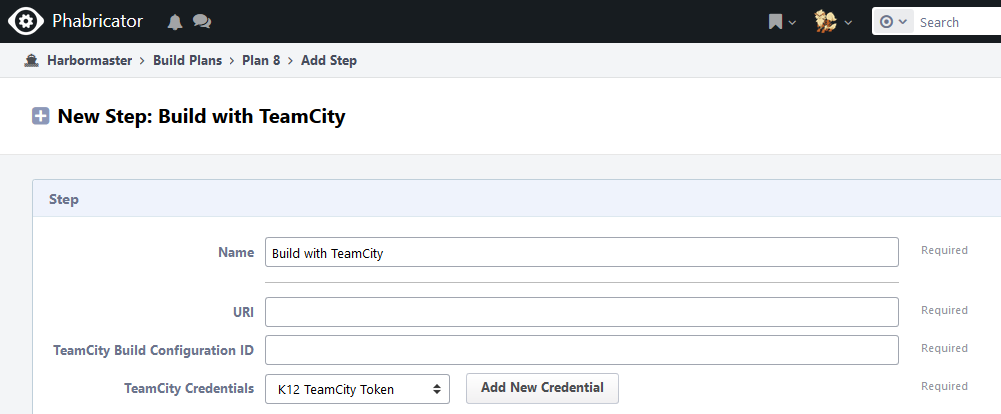 Phabricator Search
Harbormaster > Build Plans > Plan 8 > Add Step
New Step: Build with TeamCity
Step
Name Build with TeamCity Required
URI Required
TeamCity Build Configuration ID Required
TeamCity Credentials K12 TeamCity Token Add New Credential Required